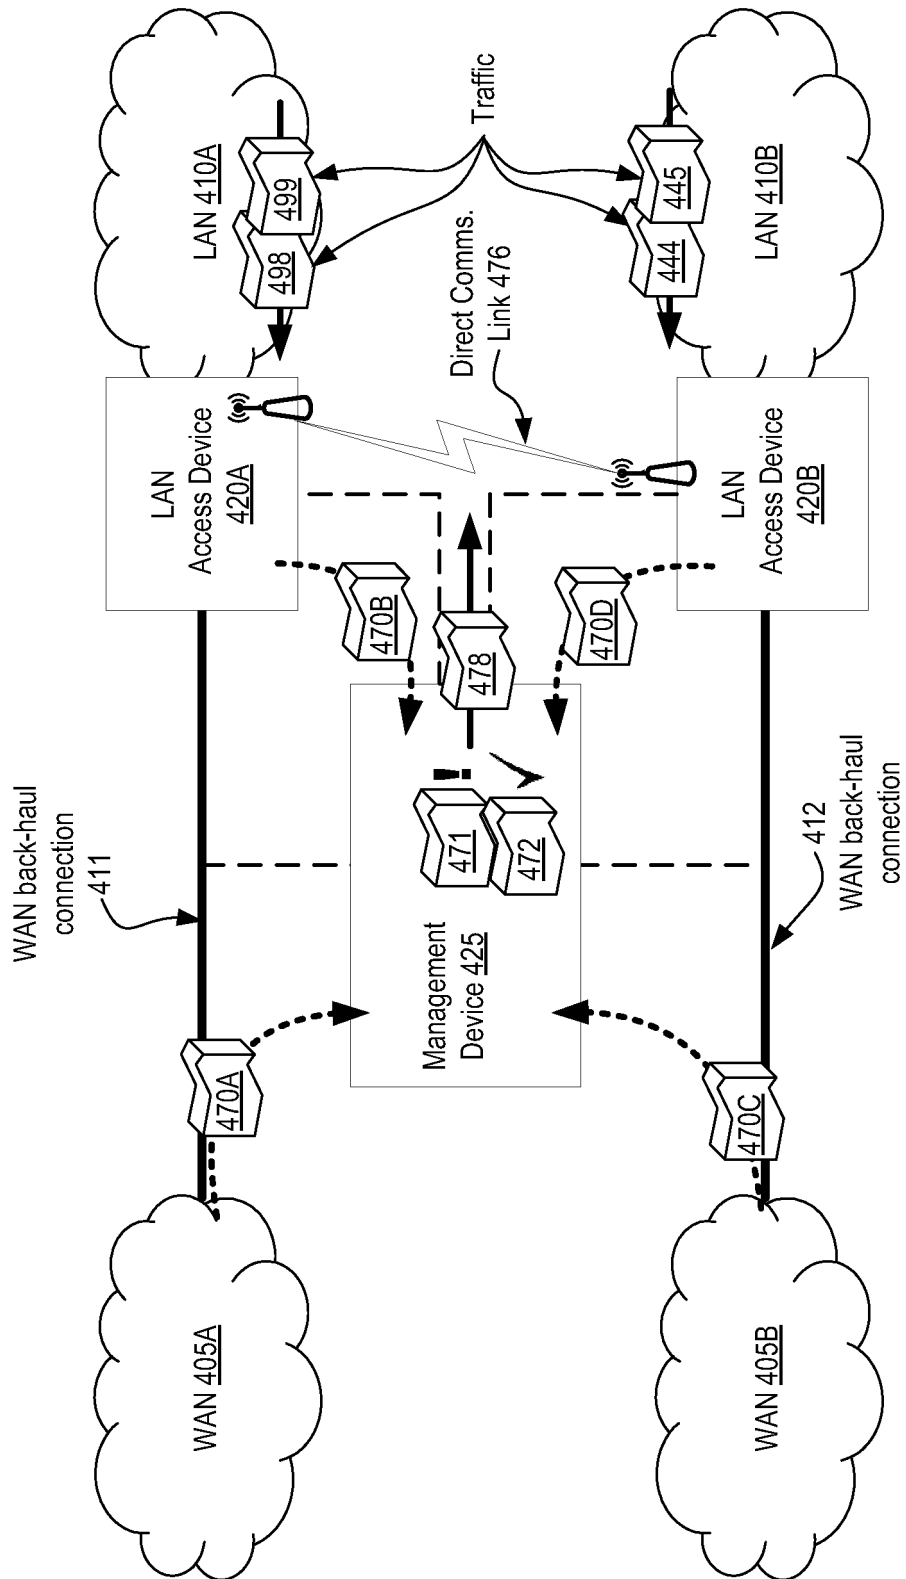 WAN back-haul
connection
411
WAN 405A
470A
LAN
Access Device
420A
LAN 410A
498
499
470B
Management
Device 425
471
472
478
!
Direct Comms.
Link 476
Traffic
470C
470D
WAN 405B
LAN
Access Device
420B
LAN 410B
444
445
412
WAN back-haul
connection